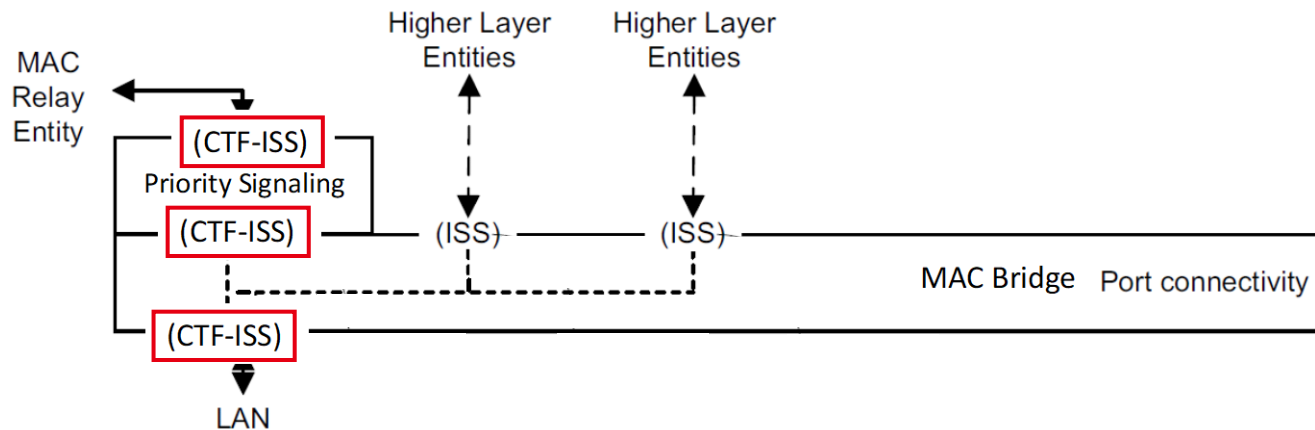 Higher Layer
Entities
Higher Layer
Entities
MAC
Relay
Entity
(CTF-ISS)
Priority Signaling
(CTF-ISS)
(ISS)
(ISS)
MAC Bridge Port connectivity
(CTF-ISS)
LAN